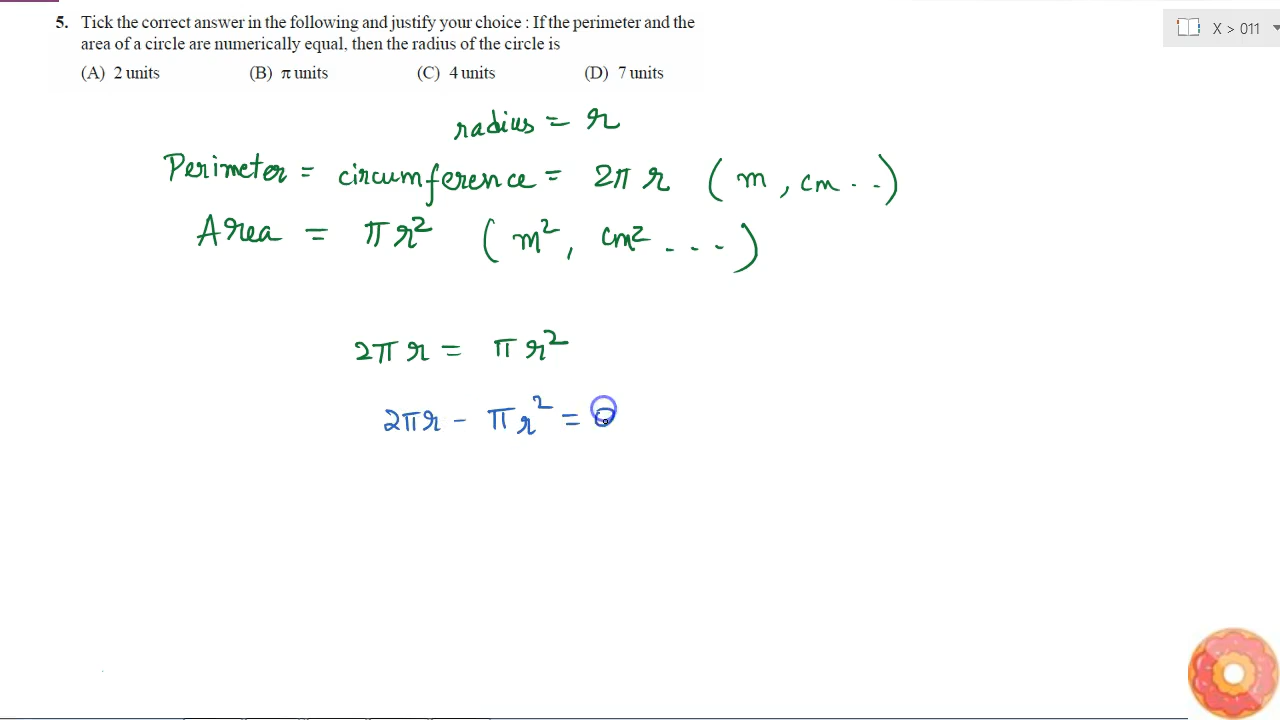 5. Tick the correct answer in the following and justify your choice : If the perimeter and the
area of a circle are numerically equal, then the radius of the circle is
(A) 2 units (B) π units (C) 4 units (D) 7 units
X > 011
radius = r
Perimeter = circumference = 2π r (m, cm ..)
Area = πr² (m², cm² ...)
2π r = π r²
2πr - πr² = 0